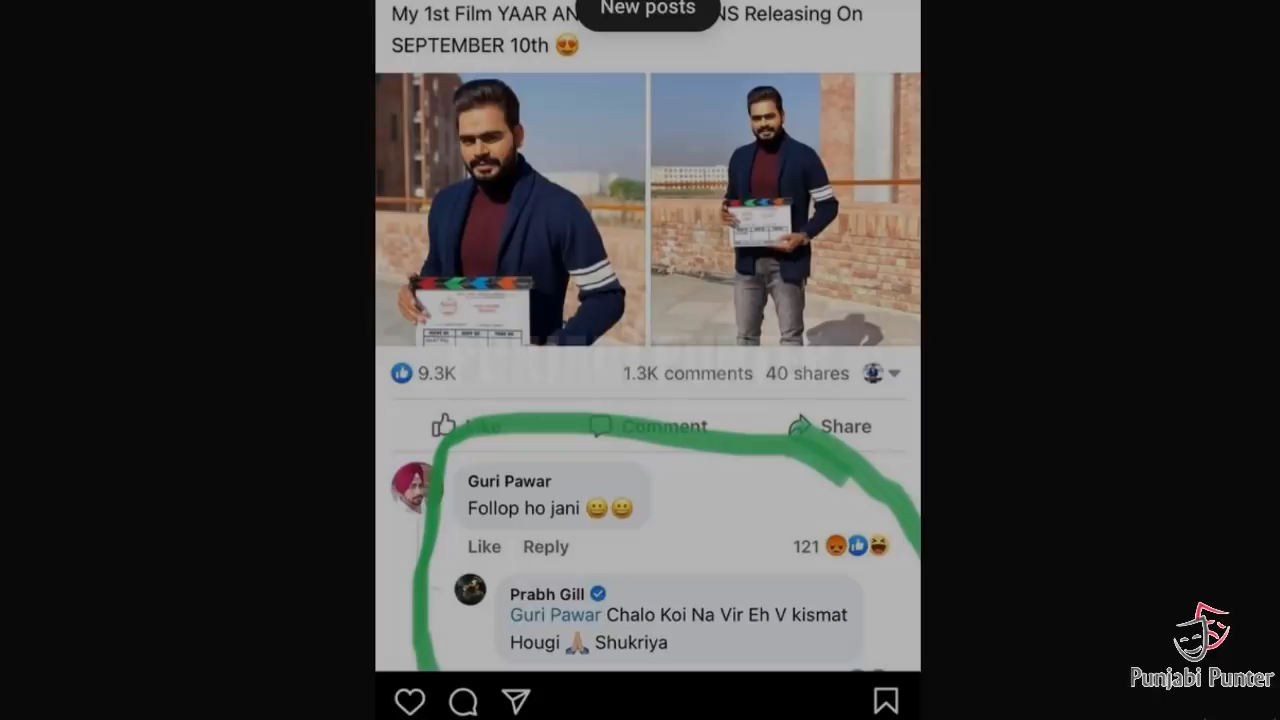 New posts
My 1st Film YAAR AN NS Releasing On
SEPTEMBER 10th 😍
9.3K 1.3K comments 40 shares
Like Comment Share
Guri Pawar
Follop ho jani 😀😀
Like Reply 121
Prabh Gill
Guri Pawar Chalo Koi Na Vir Eh V kismat
Hougi 🙏🏼 Shukriya
Punjabi Punter